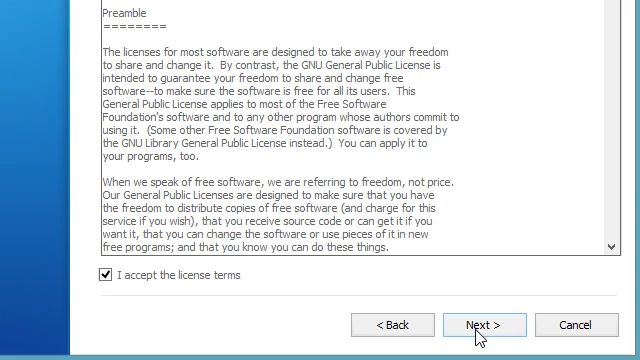 Preamble
========
The licenses for most software are designed to take away your freedom
to share and change it.  By contrast, the GNU General Public License is
intended to guarantee your freedom to share and change free
software--to make sure the software is free for all its users.  This
General Public License applies to most of the Free Software
Foundation's software and to any other program whose authors commit to
using it.  (Some other Free Software Foundation software is covered by
the GNU Library General Public License instead.)  You can apply it to
your programs, too.
When we speak of free software, we are referring to freedom, not price.
Our General Public Licenses are designed to make sure that you have
the freedom to distribute copies of free software (and charge for this
service if you wish), that you receive source code or can get it if you
want it, that you can change the software or use pieces of it in new
free programs; and that you know you can do these things.
I accept the license terms
< Back Next > Cancel